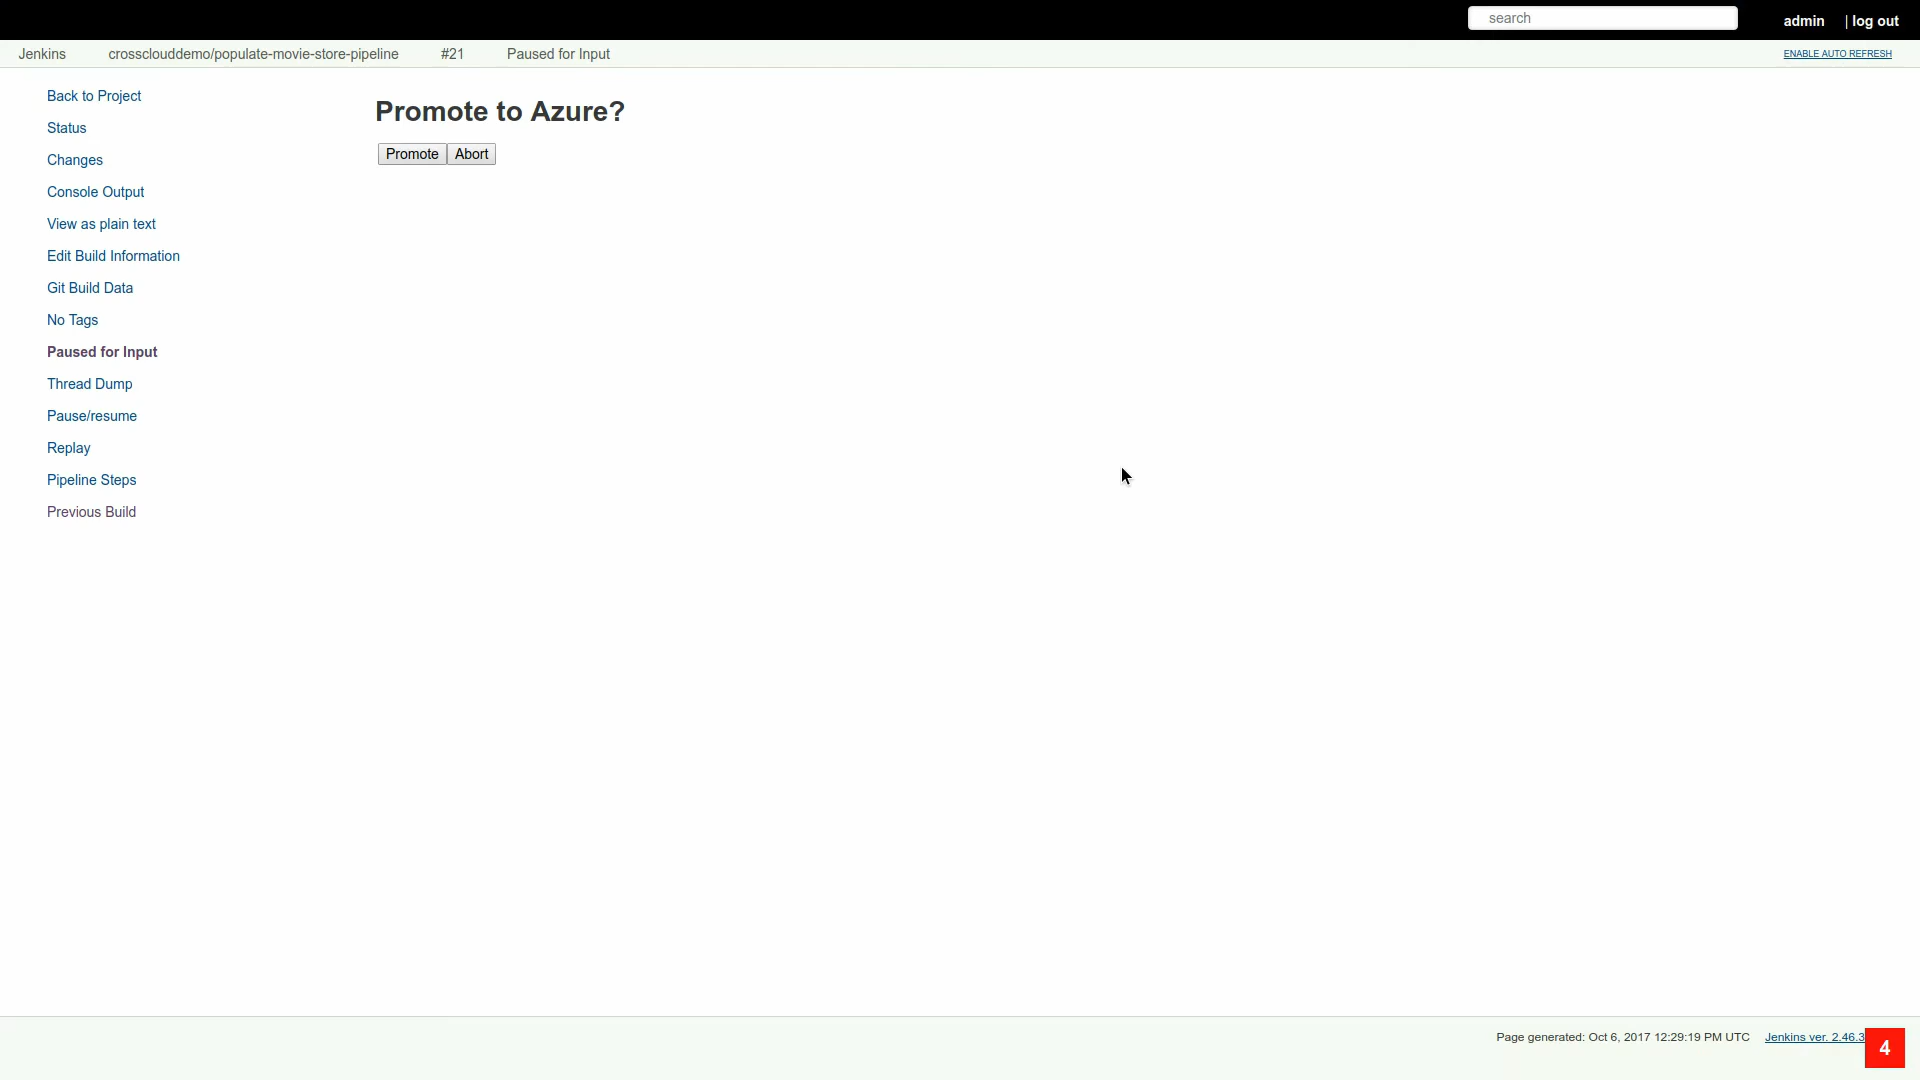 search
admin | log out
Jenkins crossclouddemo/populate-movie-store-pipeline #21 Paused for Input ENABLE AUTO REFRESH
Back to Project
Status
Changes
Console Output
View as plain text
Edit Build Information
Git Build Data
No Tags
Paused for Input
Thread Dump
Pause/resume
Replay
Pipeline Steps
Previous Build
Promote to Azure?
Promote Abort
Page generated: Oct 6, 2017 12:29:19 PM UTC Jenkins ver. 2.46.3
4